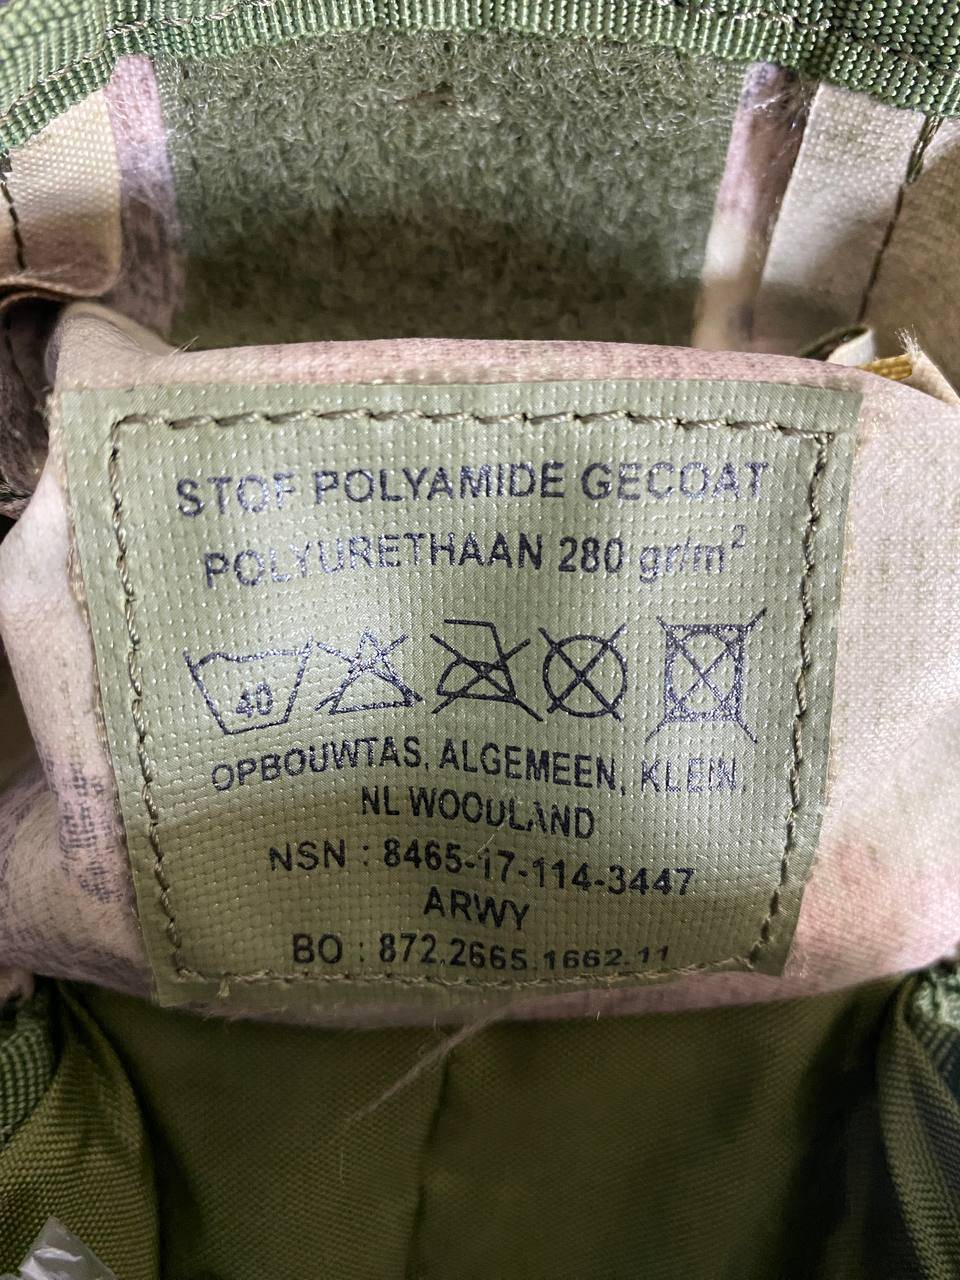 STOF POLYAMIDE GECOAT
POLYURETHAAN 280 gr/m²
40
OPBOUWTAS, ALGEMEEN, KLEIN,
NL WOODLAND
NSN : 8465-17-114-3447
ARWY
BO : 872.2665.1662.11